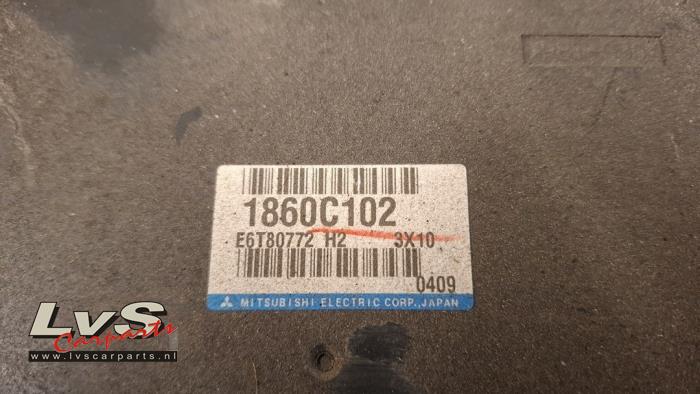 1860C102
E6T80772 H2 3X10
0409
MITSUBISHI ELECTRIC CORP., JAPAN
LvS
Carparts
www.lvscarparts.nl